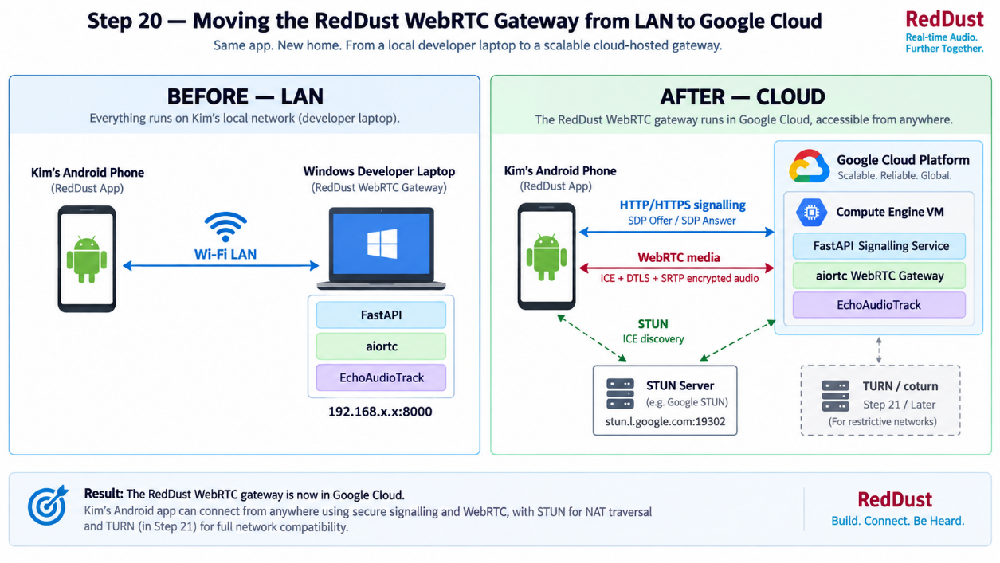 Step 20 — Moving the RedDust WebRTC Gateway from LAN to Google Cloud
Same app. New home. From a local developer laptop to a scalable cloud-hosted gateway.
RedDust
Real-time Audio.
Further Together.
BEFORE — LAN
Everything runs on Kim's local network (developer laptop).
Kim's Android Phone
(RedDust App)
Wi-Fi LAN
Windows Developer Laptop
(RedDust WebRTC Gateway)
FastAPI
aiortc
EchoAudioTrack
192.168.x.x:8000
AFTER — CLOUD
The RedDust WebRTC gateway runs in Google Cloud, accessible from anywhere.
Kim's Android Phone
(RedDust App)
HTTP/HTTPS signalling
SDP Offer / SDP Answer
WebRTC media
ICE + DTLS + SRTP encrypted audio
STUN
ICE discovery
Google Cloud Platform
Scalable. Reliable. Global.
Compute Engine VM
FastAPI Signalling Service
aiortc WebRTC Gateway
EchoAudioTrack
STUN Server
(e.g. Google STUN)
stun.l.google.com:19302
TURN / coturn
Step 21 / Later
(For restrictive networks)
Result: The RedDust WebRTC gateway is now in Google Cloud.
Kim's Android app can connect from anywhere using secure signalling and WebRTC, with STUN for NAT traversal
and TURN (in Step 21) for full network compatibility.
RedDust
Build. Connect. Be Heard.